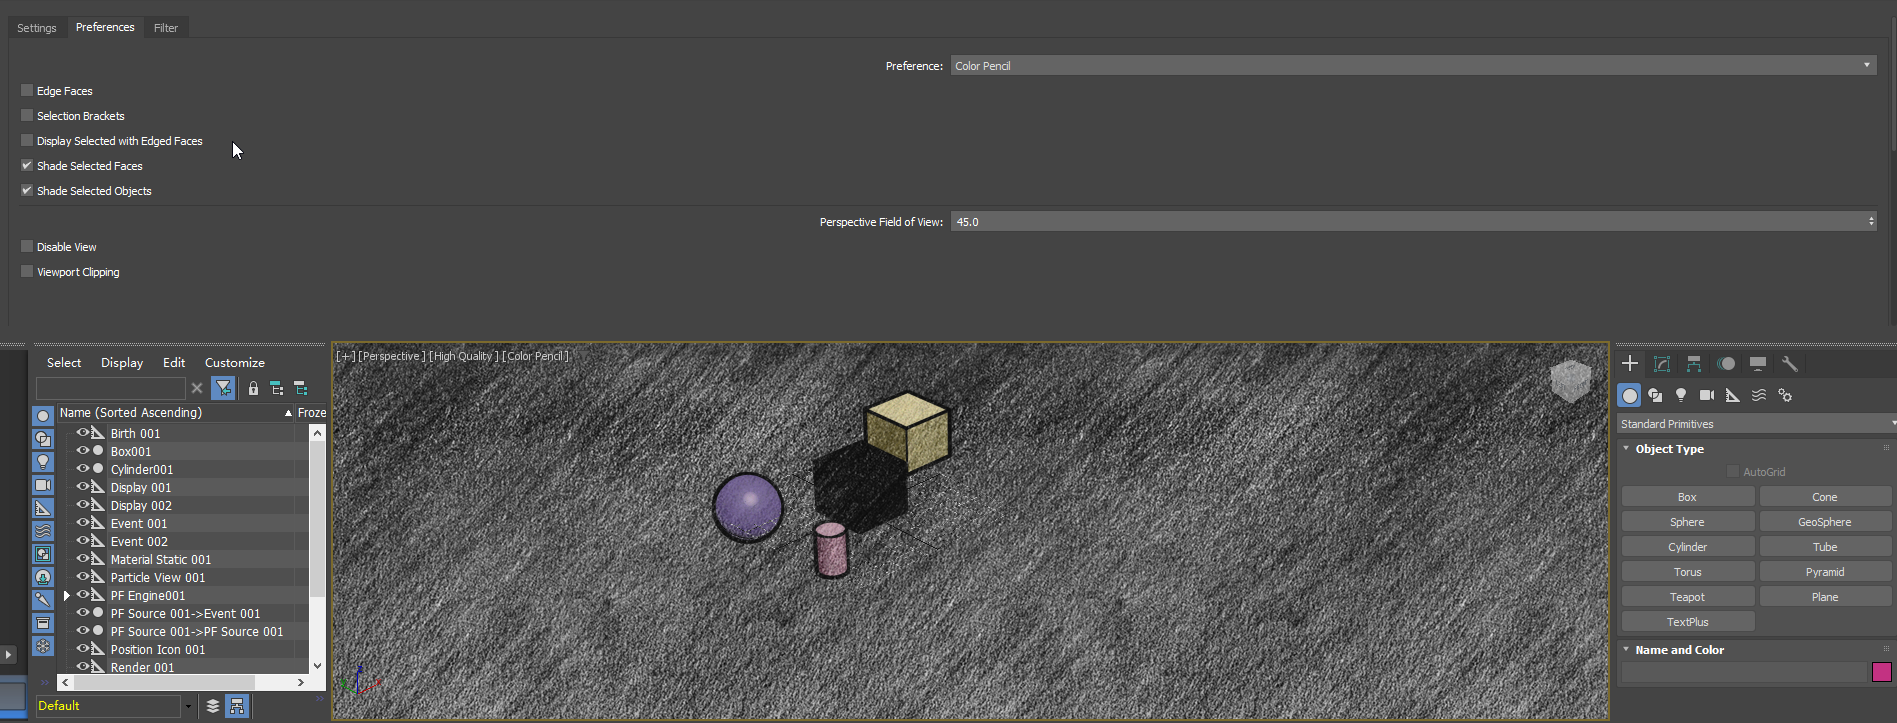 Settings Preferences Filter
Preference: Color Pencil
Edge Faces
Selection Brackets
Display Selected with Edged Faces
Shade Selected Faces
Shade Selected Objects
Perspective Field of View: 45.0
Disable View
Viewport Clipping
Select Display Edit Customize
Name (Sorted Ascending) Froze
Birth 001
Box001
Cylinder001
Display 001
Display 002
Event 001
Event 002
Material Static 001
Particle View 001
PF Engine001
PF Source 001->Event 001
PF Source 001->PF Source 001
Position Icon 001
Render 001
Default
[+] [Perspective ] [High Quality ] [Color Pencil ]
Standard Primitives
Object Type
AutoGrid
Box Cone
Sphere GeoSphere
Cylinder Tube
Torus Pyramid
Teapot Plane
TextPlus
Name and Color